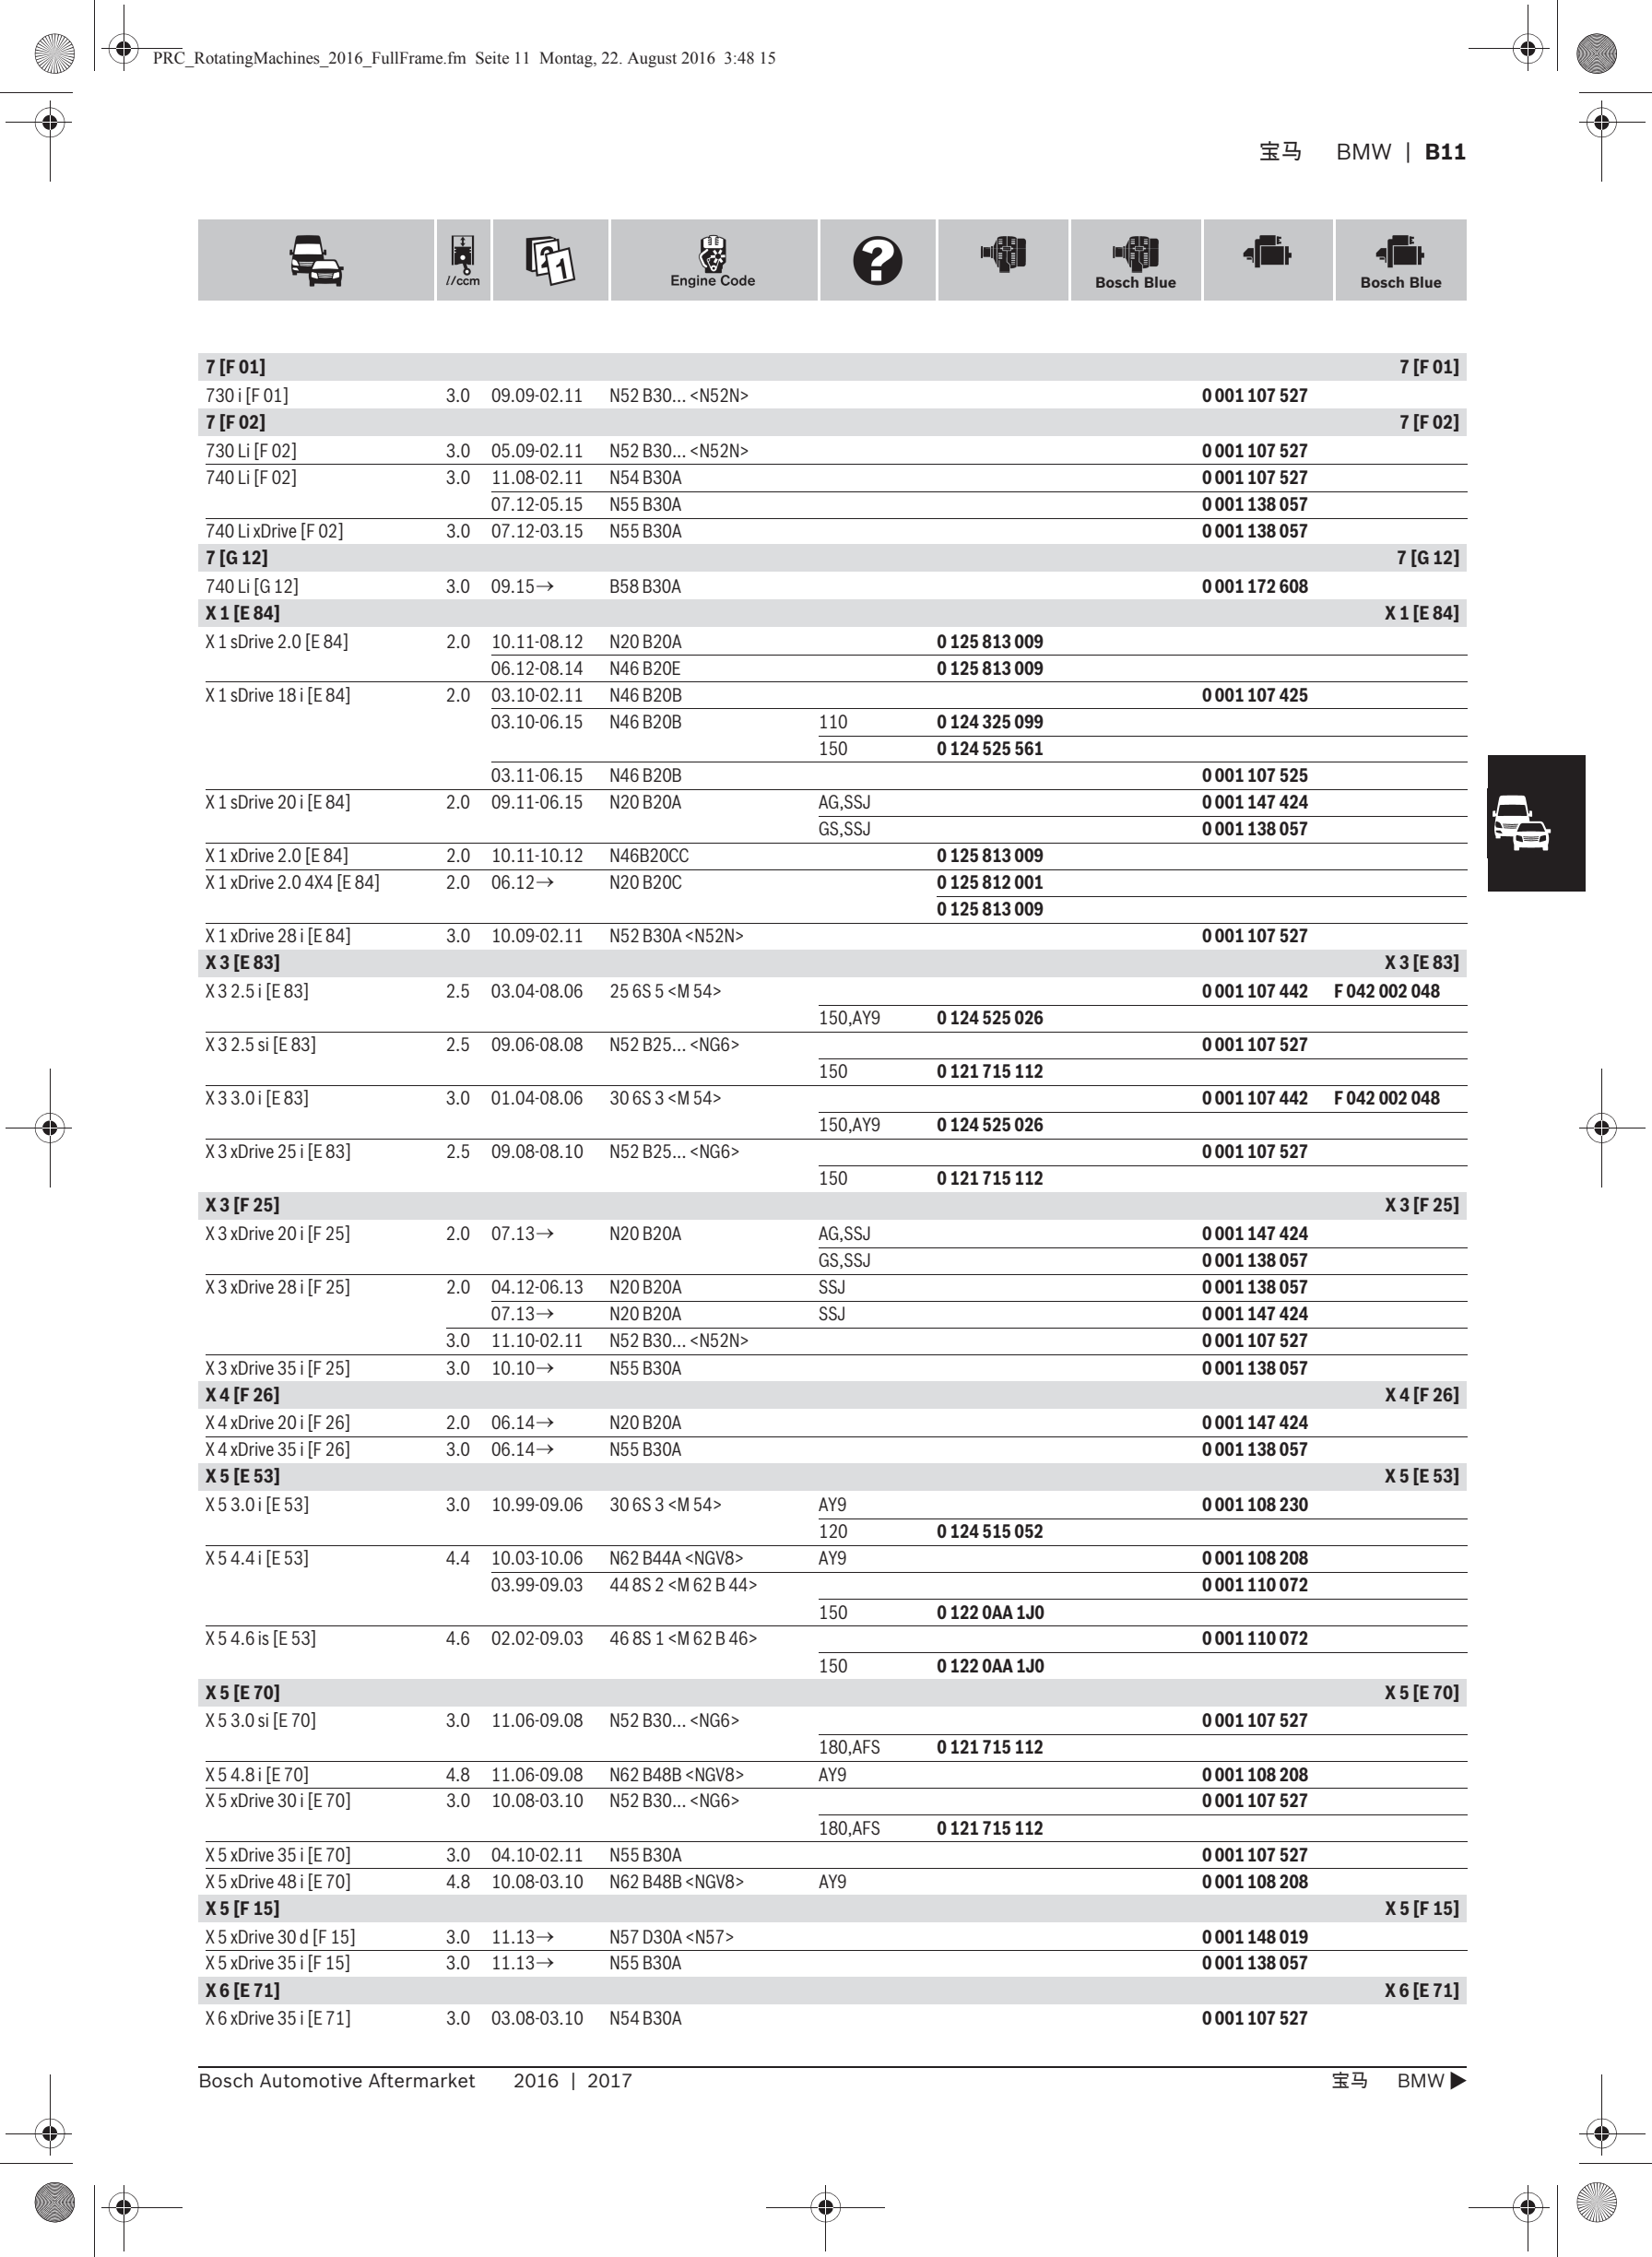 PRC_RotatingMachines_2016_FullFrame.fm Seite 11 Montag, 22. August 2016 3:48 15
宝马 BMW | B11
l/ccm Engine Code ? Bosch Blue Bosch Blue
7 [F 01] 7 [F 01]
730 i [F 01] 3.0 09.09-02.11 N52 B30... <N52N> 0 001 107 527
7 [F 02] 7 [F 02]
730 Li [F 02] 3.0 05.09-02.11 N52 B30... <N52N> 0 001 107 527
740 Li [F 02] 3.0 11.08-02.11 N54 B30A 0 001 107 527
07.12-05.15 N55 B30A 0 001 138 057
740 Li xDrive [F 02] 3.0 07.12-03.15 N55 B30A 0 001 138 057
7 [G 12] 7 [G 12]
740 Li [G 12] 3.0 09.15→ B58 B30A 0 001 172 608
X 1 [E 84] X 1 [E 84]
X 1 sDrive 2.0 [E 84] 2.0 10.11-08.12 N20 B20A 0 125 813 009
06.12-08.14 N46 B20E 0 125 813 009
X 1 sDrive 18 i [E 84] 2.0 03.10-02.11 N46 B20B 0 001 107 425
03.10-06.15 N46 B20B 110 0 124 325 099
150 0 124 525 561
03.11-06.15 N46 B20B 0 001 107 525
X 1 sDrive 20 i [E 84] 2.0 09.11-06.15 N20 B20A AG,SSJ 0 001 147 424
GS,SSJ 0 001 138 057
X 1 xDrive 2.0 [E 84] 2.0 10.11-10.12 N46B20CC 0 125 813 009
X 1 xDrive 2.0 4X4 [E 84] 2.0 06.12→ N20 B20C 0 125 812 001
0 125 813 009
X 1 xDrive 28 i [E 84] 3.0 10.09-02.11 N52 B30A <N52N> 0 001 107 527
X 3 [E 83] X 3 [E 83]
X 3 2.5 i [E 83] 2.5 03.04-08.06 25 6S 5 <M 54> 0 001 107 442 F 042 002 048
150,AY9 0 124 525 026
X 3 2.5 si [E 83] 2.5 09.06-08.08 N52 B25... <NG6> 0 001 107 527
150 0 121 715 112
X 3 3.0 i [E 83] 3.0 01.04-08.06 30 6S 3 <M 54> 0 001 107 442 F 042 002 048
150,AY9 0 124 525 026
X 3 xDrive 25 i [E 83] 2.5 09.08-08.10 N52 B25... <NG6> 0 001 107 527
150 0 121 715 112
X 3 [F 25] X 3 [F 25]
X 3 xDrive 20 i [F 25] 2.0 07.13→ N20 B20A AG,SSJ 0 001 147 424
GS,SSJ 0 001 138 057
X 3 xDrive 28 i [F 25] 2.0 04.12-06.13 N20 B20A SSJ 0 001 138 057
07.13→ N20 B20A SSJ 0 001 147 424
3.0 11.10-02.11 N52 B30... <N52N> 0 001 107 527
X 3 xDrive 35 i [F 25] 3.0 10.10→ N55 B30A 0 001 138 057
X 4 [F 26] X 4 [F 26]
X 4 xDrive 20 i [F 26] 2.0 06.14→ N20 B20A 0 001 147 424
X 4 xDrive 35 i [F 26] 3.0 06.14→ N55 B30A 0 001 138 057
X 5 [E 53] X 5 [E 53]
X 5 3.0 i [E 53] 3.0 10.99-09.06 30 6S 3 <M 54> AY9 0 001 108 230
120 0 124 515 052
X 5 4.4 i [E 53] 4.4 10.03-10.06 N62 B44A <NGV8> AY9 0 001 108 208
03.99-09.03 44 8S 2 <M 62 B 44> 0 001 110 072
150 0 122 0AA 1J0
X 5 4.6 is [E 53] 4.6 02.02-09.03 46 8S 1 <M 62 B 46> 0 001 110 072
150 0 122 0AA 1J0
X 5 [E 70] X 5 [E 70]
X 5 3.0 si [E 70] 3.0 11.06-09.08 N52 B30... <NG6> 0 001 107 527
180,AFS 0 121 715 112
X 5 4.8 i [E 70] 4.8 11.06-09.08 N62 B48B <NGV8> AY9 0 001 108 208
X 5 xDrive 30 i [E 70] 3.0 10.08-03.10 N52 B30... <NG6> 0 001 107 527
180,AFS 0 121 715 112
X 5 xDrive 35 i [E 70] 3.0 04.10-02.11 N55 B30A 0 001 107 527
X 5 xDrive 48 i [E 70] 4.8 10.08-03.10 N62 B48B <NGV8> AY9 0 001 108 208
X 5 [F 15] X 5 [F 15]
X 5 xDrive 30 d [F 15] 3.0 11.13→ N57 D30A <N57> 0 001 148 019
X 5 xDrive 35 i [F 15] 3.0 11.13→ N55 B30A 0 001 138 057
X 6 [E 71] X 6 [E 71]
X 6 xDrive 35 i [E 71] 3.0 03.08-03.10 N54 B30A 0 001 107 527
Bosch Automotive Aftermarket 2016 | 2017 宝马 BMW